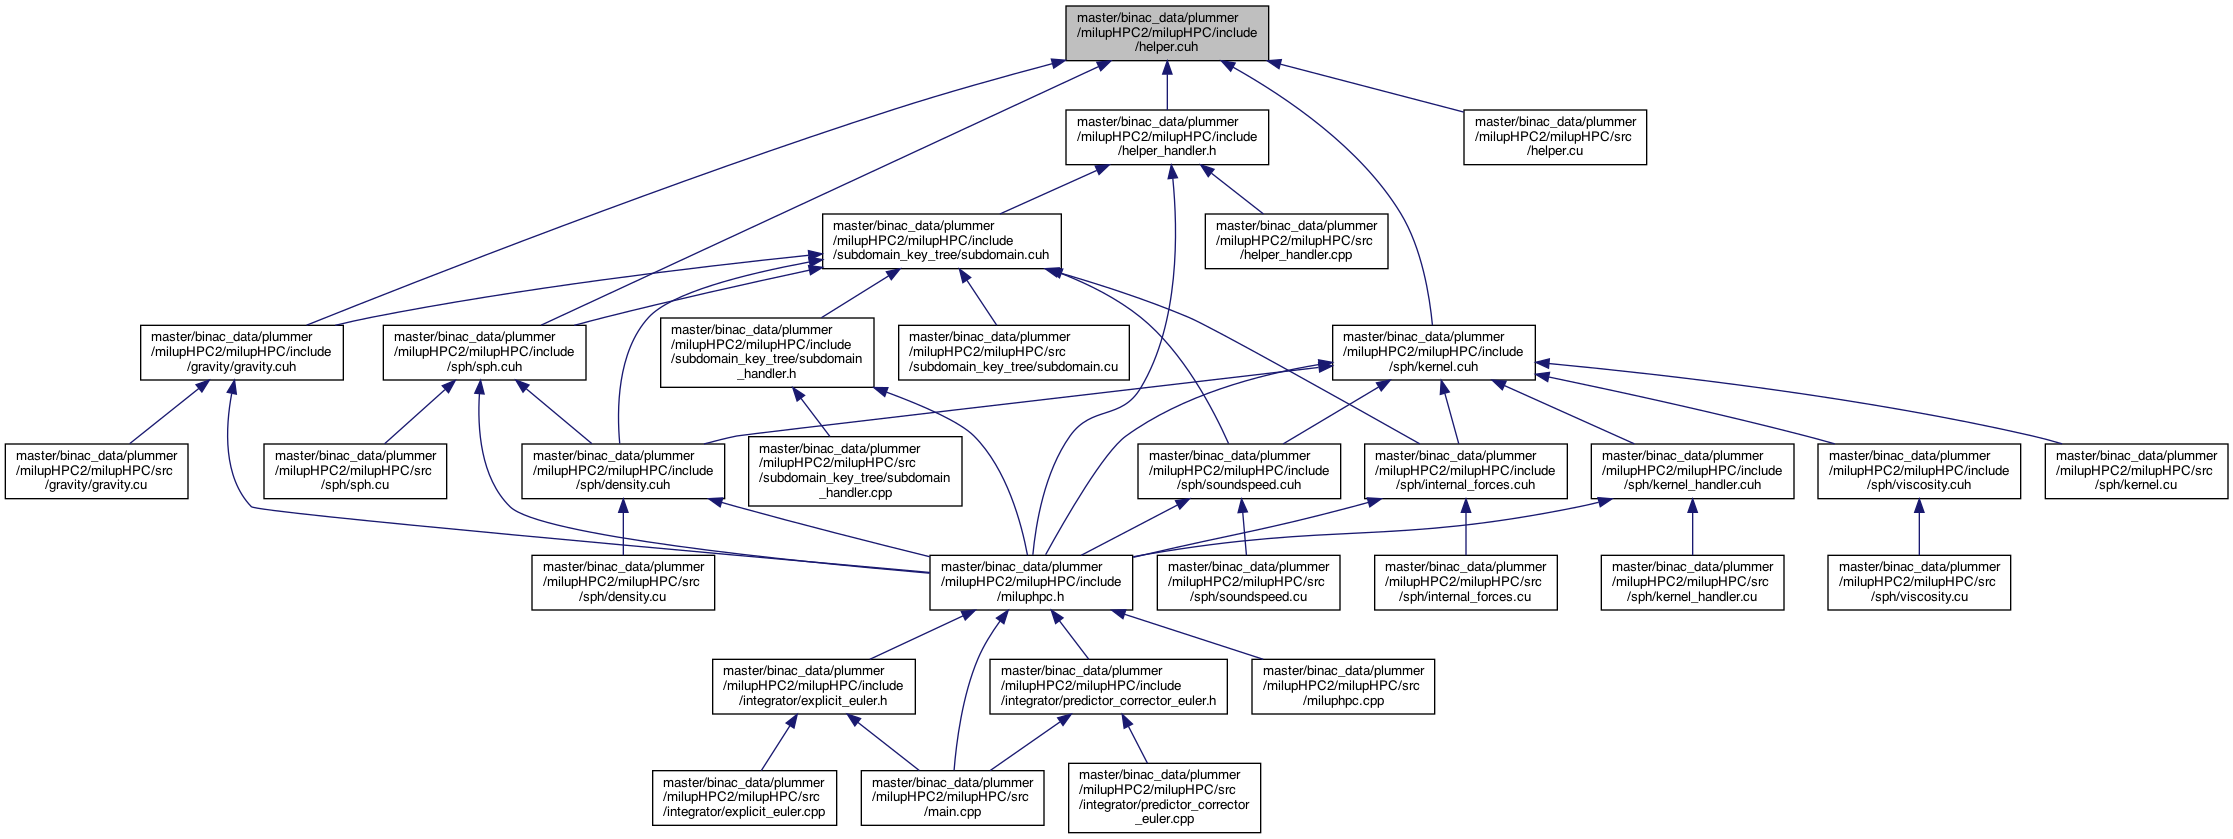 master/binac_data/plummer
/milupHPC2/milupHPC/include
/helper.cuh
master/binac_data/plummer
/milupHPC2/milupHPC/include
/helper_handler.h
master/binac_data/plummer
/milupHPC2/milupHPC/src
/helper.cu
master/binac_data/plummer
/milupHPC2/milupHPC/include
/subdomain_key_tree/subdomain.cuh
master/binac_data/plummer
/milupHPC2/milupHPC/src
/helper_handler.cpp
master/binac_data/plummer
/milupHPC2/milupHPC/include
/gravity/gravity.cuh
master/binac_data/plummer
/milupHPC2/milupHPC/include
/sph/sph.cuh
master/binac_data/plummer
/milupHPC2/milupHPC/include
/subdomain_key_tree/subdomain
_handler.h
master/binac_data/plummer
/milupHPC2/milupHPC/src
/subdomain_key_tree/subdomain.cu
master/binac_data/plummer
/milupHPC2/milupHPC/include
/sph/kernel.cuh
master/binac_data/plummer
/milupHPC2/milupHPC/src
/gravity/gravity.cu
master/binac_data/plummer
/milupHPC2/milupHPC/src
/sph/sph.cu
master/binac_data/plummer
/milupHPC2/milupHPC/include
/sph/density.cuh
master/binac_data/plummer
/milupHPC2/milupHPC/src
/subdomain_key_tree/subdomain
_handler.cpp
master/binac_data/plummer
/milupHPC2/milupHPC/include
/sph/soundspeed.cuh
master/binac_data/plummer
/milupHPC2/milupHPC/include
/sph/internal_forces.cuh
master/binac_data/plummer
/milupHPC2/milupHPC/include
/sph/kernel_handler.cuh
master/binac_data/plummer
/milupHPC2/milupHPC/include
/sph/viscosity.cuh
master/binac_data/plummer
/milupHPC2/milupHPC/src
/sph/kernel.cu
master/binac_data/plummer
/milupHPC2/milupHPC/src
/sph/density.cu
master/binac_data/plummer
/milupHPC2/milupHPC/include
/miluphpc.h
master/binac_data/plummer
/milupHPC2/milupHPC/src
/sph/soundspeed.cu
master/binac_data/plummer
/milupHPC2/milupHPC/src
/sph/internal_forces.cu
master/binac_data/plummer
/milupHPC2/milupHPC/src
/sph/kernel_handler.cu
master/binac_data/plummer
/milupHPC2/milupHPC/src
/sph/viscosity.cu
master/binac_data/plummer
/milupHPC2/milupHPC/include
/integrator/explicit_euler.h
master/binac_data/plummer
/milupHPC2/milupHPC/include
/integrator/predictor_corrector_euler.h
master/binac_data/plummer
/milupHPC2/milupHPC/src
/miluphpc.cpp
master/binac_data/plummer
/milupHPC2/milupHPC/src
/integrator/explicit_euler.cpp
master/binac_data/plummer
/milupHPC2/milupHPC/src
/main.cpp
master/binac_data/plummer
/milupHPC2/milupHPC/src
/integrator/predictor_corrector
_euler.cpp